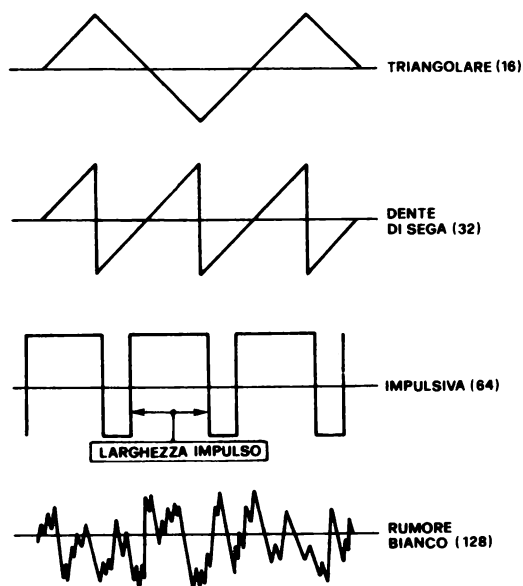 TRIANGOLARE (16)
DENTE
DI SEGA (32)
IMPULSIVA (64)
LARGHEZZA IMPULSO
RUMORE
BIANCO (128)